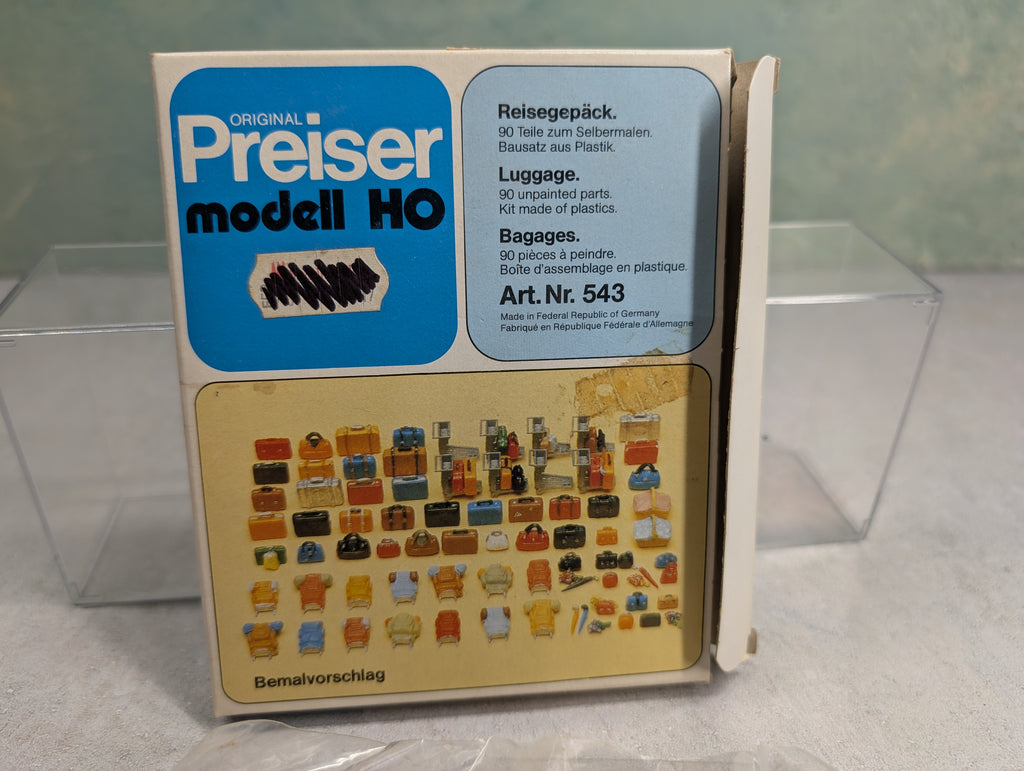 ORIGINAL
Preiser
modell HO
Reisegepäck.
90 Teile zum Selbermalen.
Bausatz aus Plastik.
Luggage.
90 unpainted parts.
Kit made of plastics.
Bagages.
90 pièces à peindre.
Boîte d'assemblage en plastique.
Art. Nr. 543
Made in Federal Republic of Germany
Fabriqué en République Fédérale d'Allemagne
Bemalvorschlag